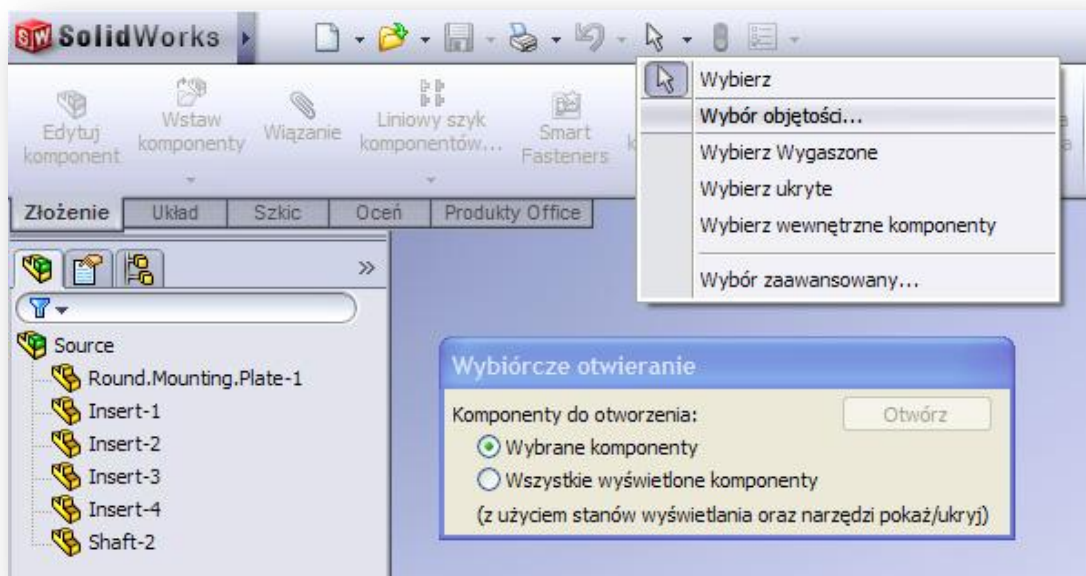 SolidWorks
Wybierz
Wybór objętości...
Wybierz Wygaszone
Wybierz ukryte
Wybierz wewnętrzne komponenty
Wybór zaawansowany...
Edytuj
komponent
Wstaw
komponenty
Wiązanie
Liniowy szyk
komponentów...
Smart
Fasteners
Złożenie
Układ
Szkic
Oceń
Produkty Office
Source
Round.Mounting.Plate-1
Insert-1
Insert-2
Insert-3
Insert-4
Shaft-2
Wybiórcze otwieranie
Komponenty do otworzenia:
Otwórz
Wybrane komponenty
Wszystkie wyświetlone komponenty
(z użyciem stanów wyświetlania oraz narzędzi pokaż/ukryj)